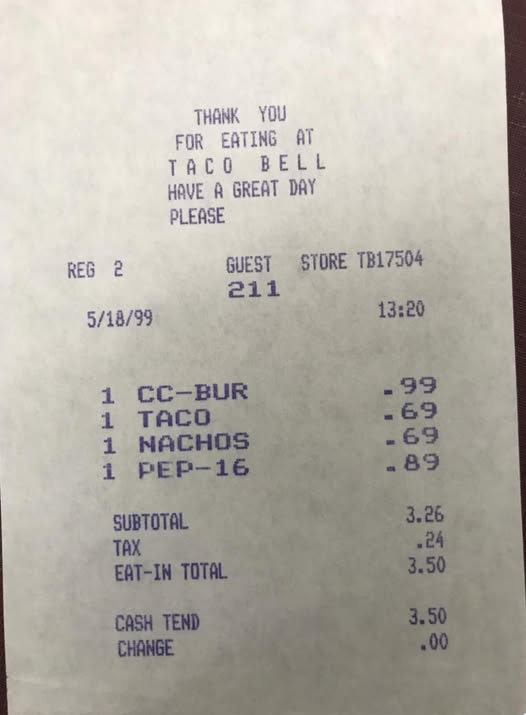 THANK YOU
FOR EATING AT
TACO BELL
HAVE A GREAT DAY
PLEASE
REG 2 GUEST STORE TB17504
211
5/18/99 13:20
1 CC-BUR .99
1 TACO .69
1 NACHOS .69
1 PEP-16 .89
SUBTOTAL 3.26
TAX .24
EAT-IN TOTAL 3.50
CASH TEND 3.50
CHANGE .00